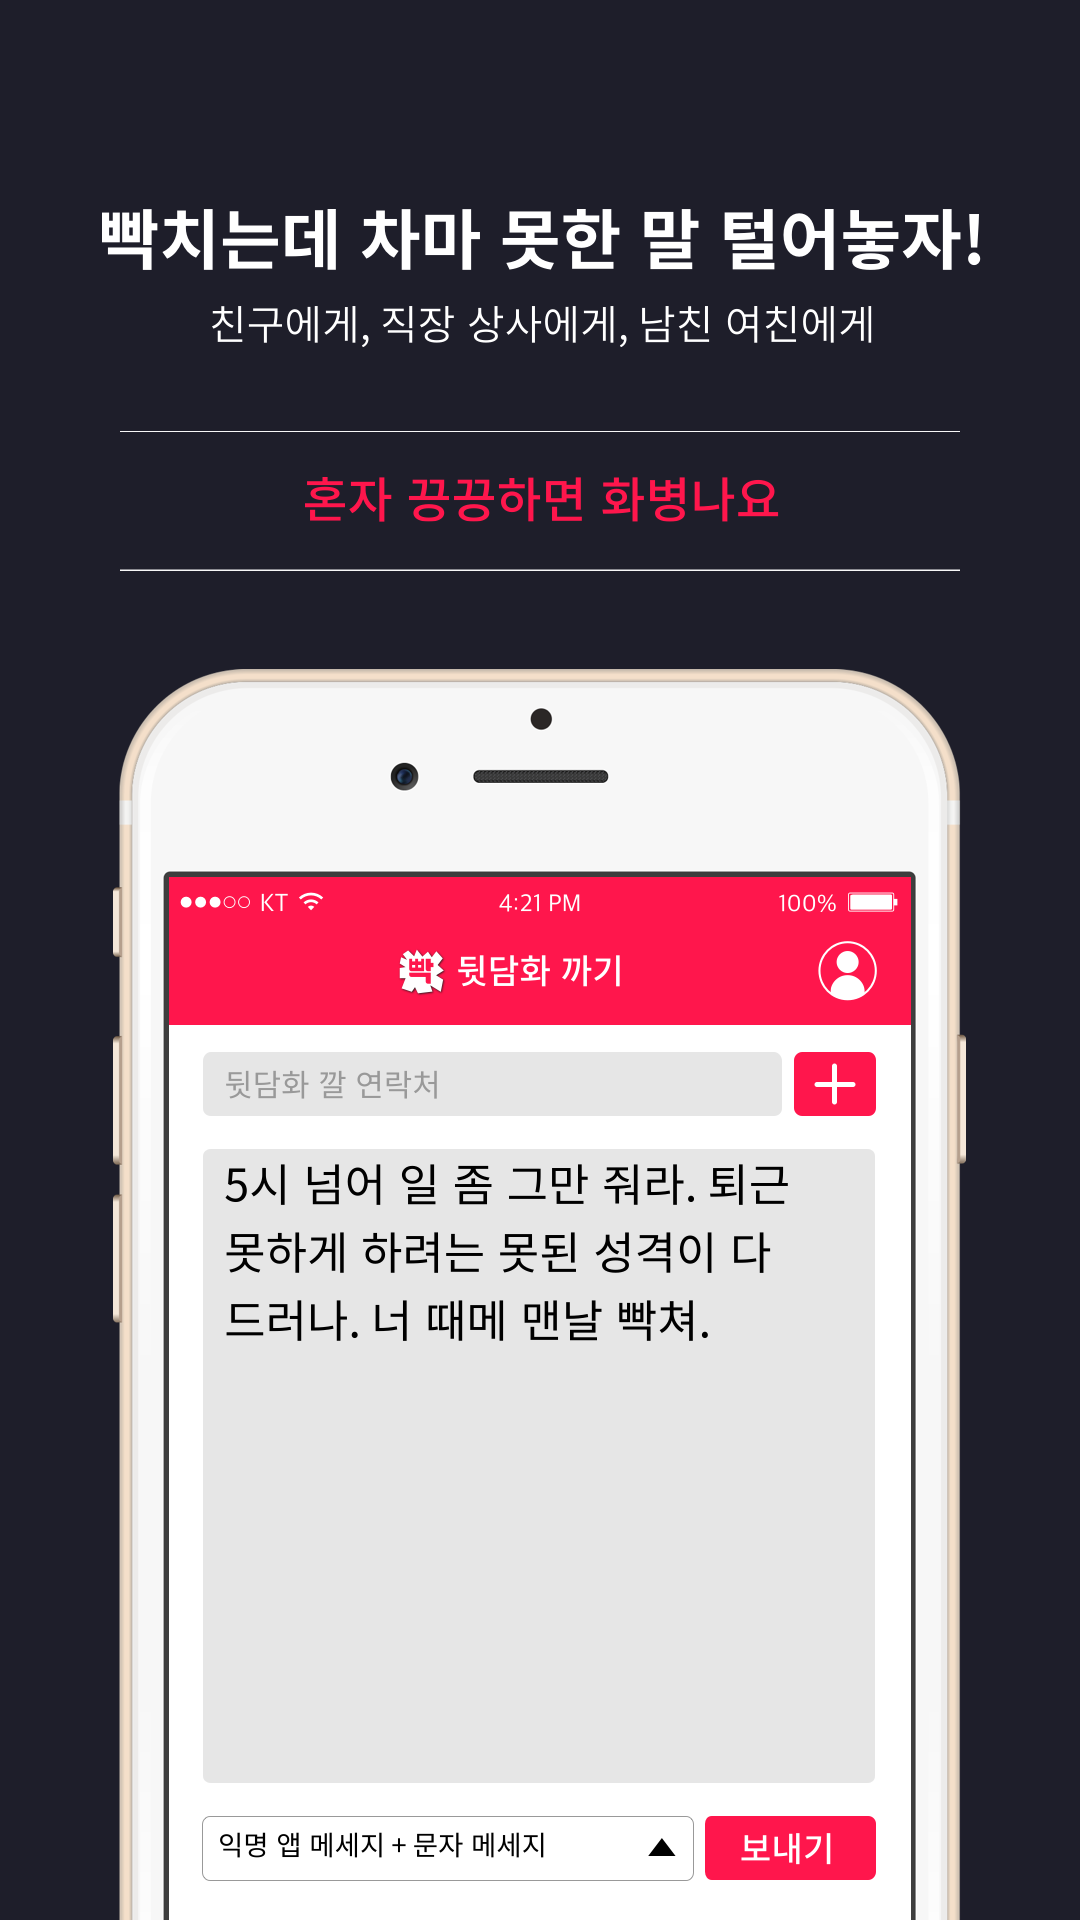 빡치는데 차마 못한 말 털어놓자!
친구에게, 직장 상사에게, 남친 여친에게
혼자 끙끙하면 화병나요
KT 4:21 PM 100%
빡 뒷담화 까기
뒷담화 깔 연락처
5시 넘어 일 좀 그만 줘라. 퇴근
못하게 하려는 못된 성격이 다
드러나. 너 때메 맨날 빡쳐.
익명 앱 메세지 + 문자 메세지
보내기